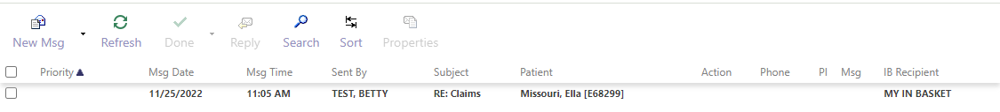 New Msg Refresh Done Reply Search Sort Properties
Priority Msg Date Msg Time Sent By Subject Patient Action Phone PI Msg IB Recipient
11/25/2022 11:05 AM TEST, BETTY RE: Claims Missouri, Ella [E68299] MY IN BASKET